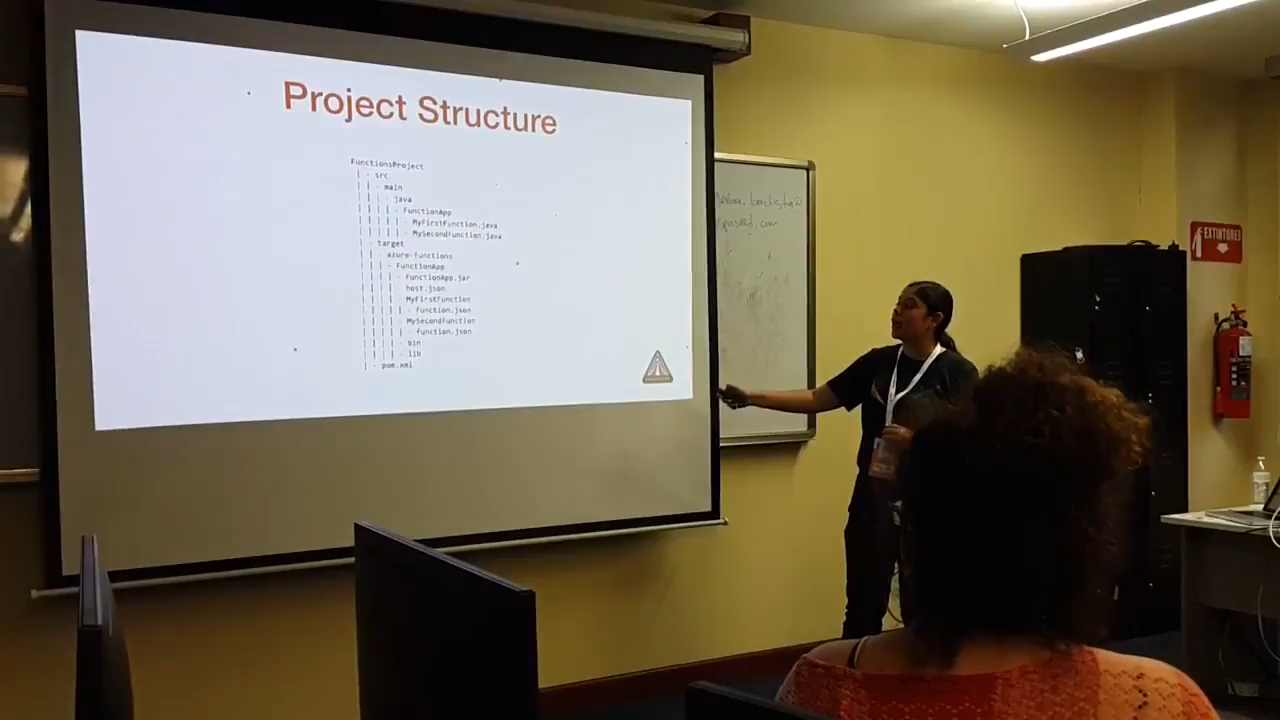 Project Structure
FunctionsProject
| - src
| | - main
| | | - java
| | | | - FunctionApp
| | | | | - MyFirstFunction.java
| | | | | - MySecondFunction.java
| - target
| | - azure-functions
| | | - FunctionApp
| | | | - FunctionApp.jar
| | | | - host.json
| | | | - MyFirstFunction
| | | | | - function.json
| | | | - MySecondFunction
| | | | | - function.json
| | | | - bin
| | | | - lib
| - pom.xml
EXTINTORES